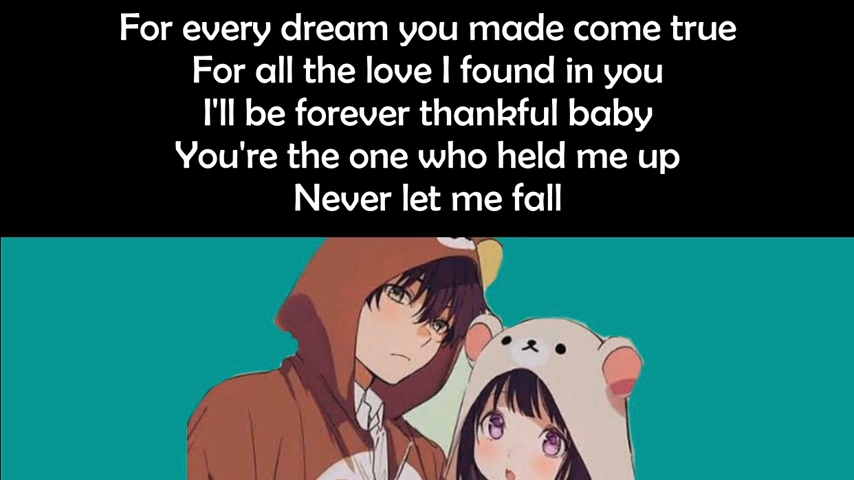 For every dream you made come true
For all the love I found in you
I'll be forever thankful baby
You're the one who held me up
Never let me fall